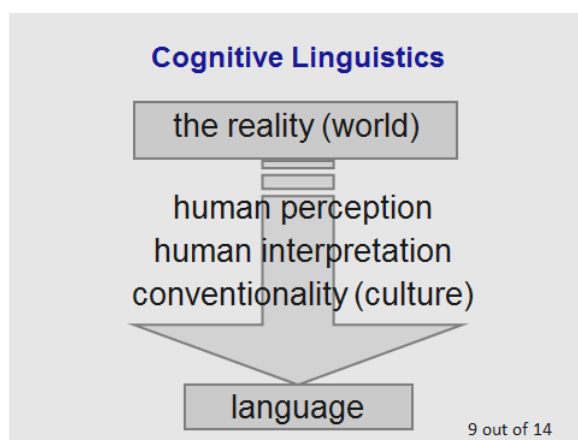 Cognitive Linguistics
the reality (world)
human perception
human interpretation
conventionality (culture)
language
9 out of 14